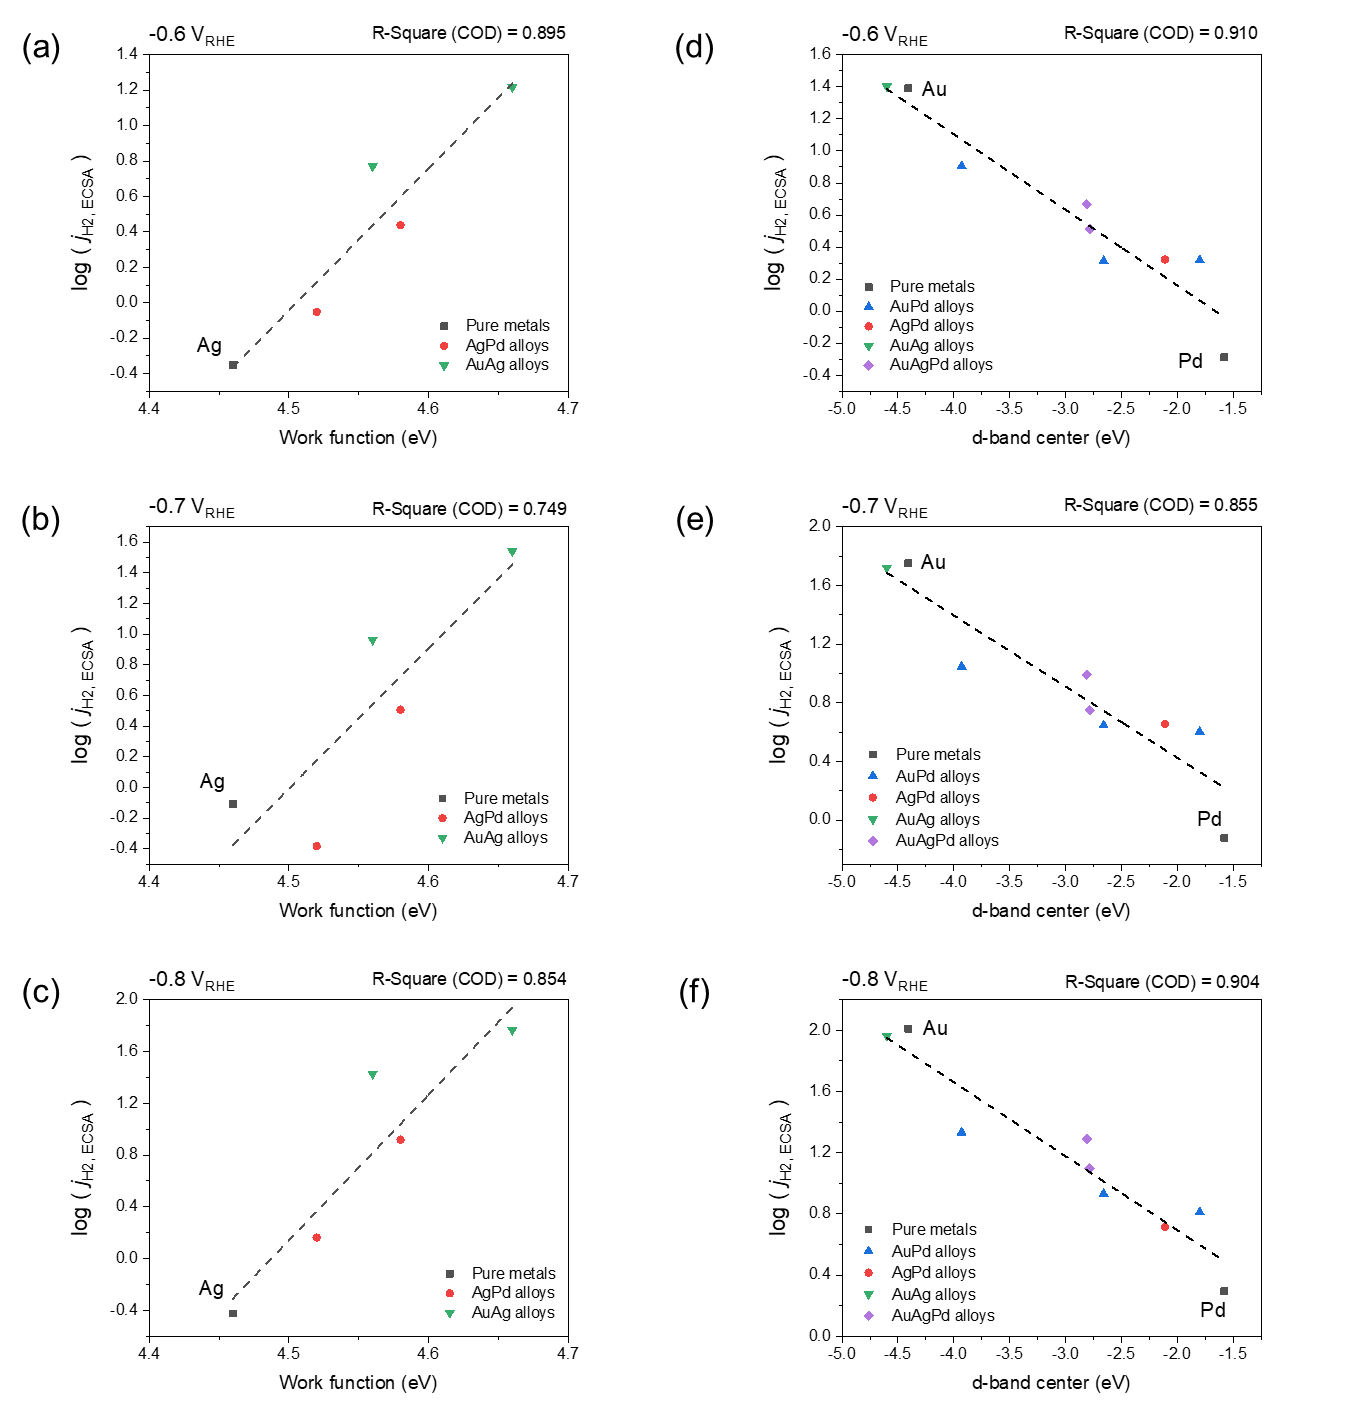 (a)
-0.6 VRHE
R-Square (COD) = 0.895
1.4
1.2
1.0
0.8
0.6
0.4
0.2
0.0
-0.2
-0.4
log ( jH2, ECSA )
Ag
Pure metals
AgPd alloys
AuAg alloys
4.4
4.5
4.6
4.7
Work function (eV)
(d)
-0.6 VRHE
R-Square (COD) = 0.910
1.6
1.4
1.2
1.0
0.8
0.6
0.4
0.2
0.0
-0.2
-0.4
log ( jH2, ECSA )
Au
Pure metals
AuPd alloys
AgPd alloys
AuAg alloys
AuAgPd alloys
Pd
-5.0
-4.5
-4.0
-3.5
-3.0
-2.5
-2.0
-1.5
d-band center (eV)
(b)
-0.7 VRHE
R-Square (COD) = 0.749
1.6
1.4
1.2
1.0
0.8
0.6
0.4
0.2
0.0
-0.2
-0.4
log ( jH2, ECSA )
Ag
Pure metals
AgPd alloys
AuAg alloys
4.4
4.5
4.6
4.7
Work function (eV)
(e)
-0.7 VRHE
R-Square (COD) = 0.855
2.0
1.6
1.2
0.8
0.4
0.0
log ( jH2, ECSA )
Au
Pure metals
AuPd alloys
AgPd alloys
AuAg alloys
AuAgPd alloys
Pd
-5.0
-4.5
-4.0
-3.5
-3.0
-2.5
-2.0
-1.5
d-band center (eV)
(c)
-0.8 VRHE
R-Square (COD) = 0.854
2.0
1.6
1.2
0.8
0.4
0.0
-0.4
log ( jH2, ECSA )
Ag
Pure metals
AgPd alloys
AuAg alloys
4.4
4.5
4.6
4.7
Work function (eV)
(f)
-0.8 VRHE
R-Square (COD) = 0.904
2.0
1.6
1.2
0.8
0.4
0.0
log ( jH2, ECSA )
Au
Pure metals
AuPd alloys
AgPd alloys
AuAg alloys
AuAgPd alloys
Pd
-5.0
-4.5
-4.0
-3.5
-3.0
-2.5
-2.0
-1.5
d-band center (eV)